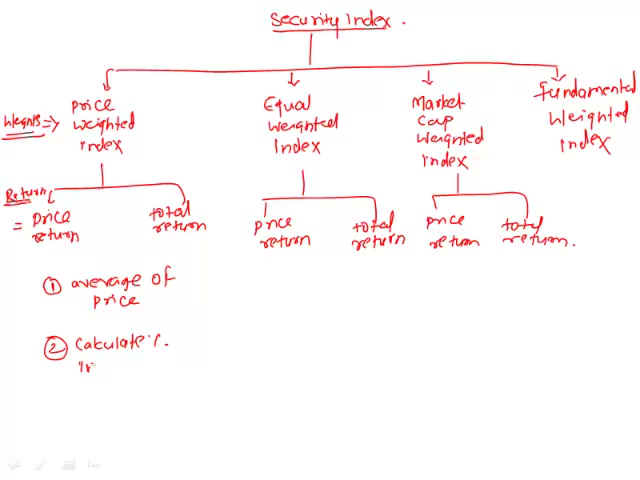 Security Index .
Weights =>
Price
Weighted
index
Equal
Weighted
Index
Market
Cap
Weighted
index
Fundamental
Weighted
index
Return
= price
return
total
return
price
return
total
return
price
return
total
return.
① average of
price
② Calculate %